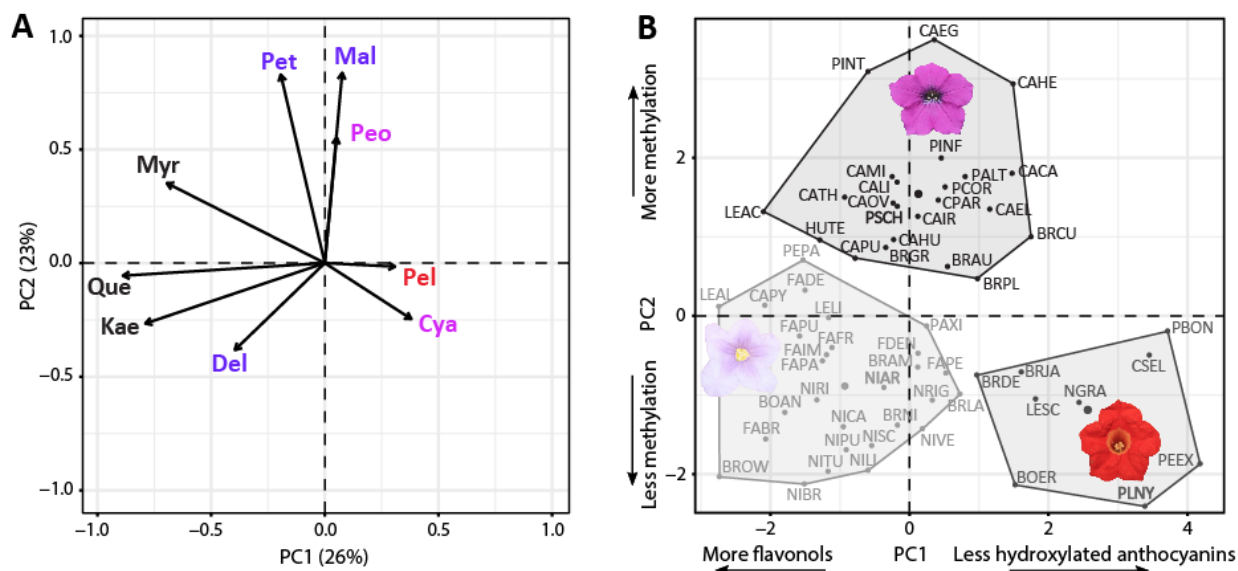 A
PC2 (23%)
1.0
0.5
0.0
−0.5
−1.0
Pet
Mal
Peo
Myr
Que
Kae
Del
Pel
Cya
−1.0
−0.5
0.0
0.5
1.0
PC1 (26%)
B
More methylation
PC2
Less methylation
2
0
−2
CAEG
PINT
CAHE
PINF
CAMI
PALT
CACA
CALI
PCOR
CATH
CAOV
CPAR
LEAC
PSCH
CAIR
CAEL
HUTE
CAHU
BRCU
CAPU
BRGR
BRAU
PEPA
BRPL
FADE
LEAL
CAPY
LELI
PAXI
PBON
FAPU
FAFR
FDEN
FAIM
BRAM
FAPE
CSEL
FAPA
NIAR
BRDE
BRJA
NGRA
NIRI
NRIG
BRLA
LESC
BOAN
NICA
BRNI
FABR
NIPU
NISC
NIVE
BROW
NITU
NILI
BOER
PEEX
NIBR
PLNY
−2
0
2
4
More flavonols
PC1
Less hydroxylated anthocyanins